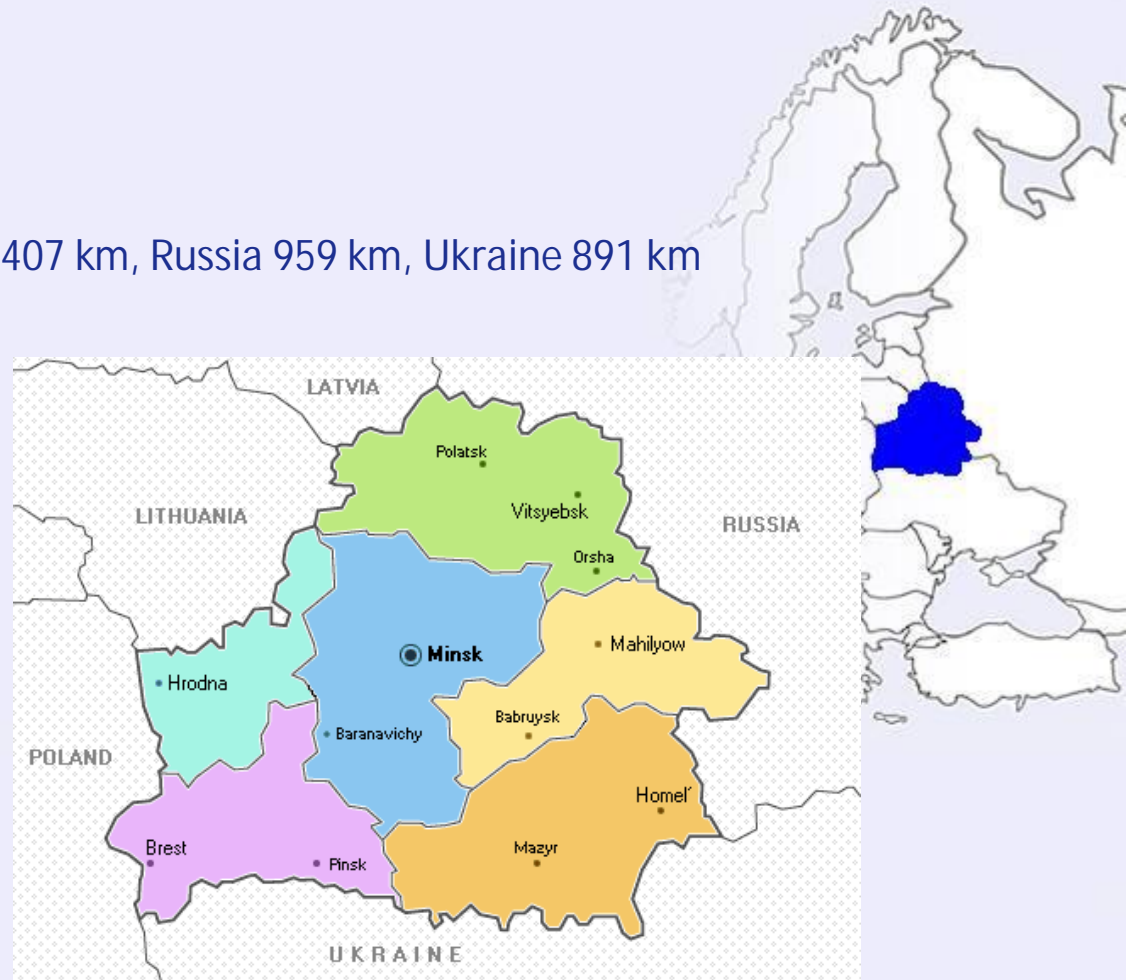 407 km, Russia 959 km, Ukraine 891 km
LATVIA
Polatsk
LITHUANIA
Vitsyebsk
RUSSIA
Orsha
Mahilyow
Minsk
Hrodna
Babruysk
Baranavichy
POLAND
Homel'
Brest
Mazyr
Pinsk
UKRAINE